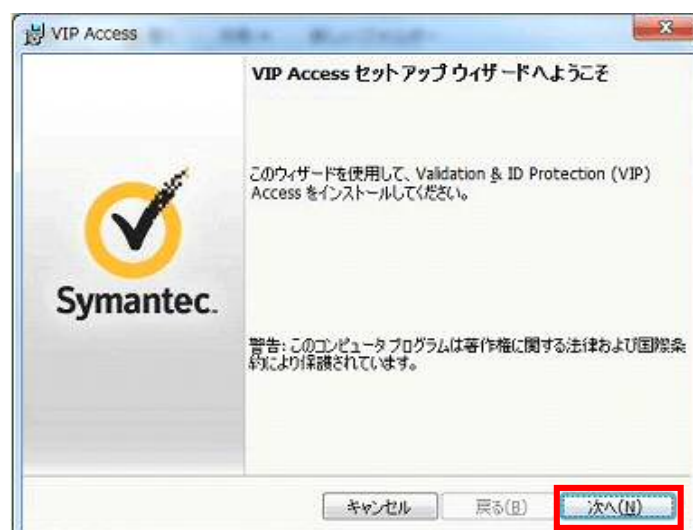 VIP Access
VIP Access セットアップ ウィザードへようこそ
このウィザードを使用して、Validation & ID Protection (VIP)
Access をインストールしてください。
Symantec.
警告: このコンピュータ プログラムは著作権に関する法律および国際条
約により保護されています。
キャンセル 戻る(B) 次へ(N)